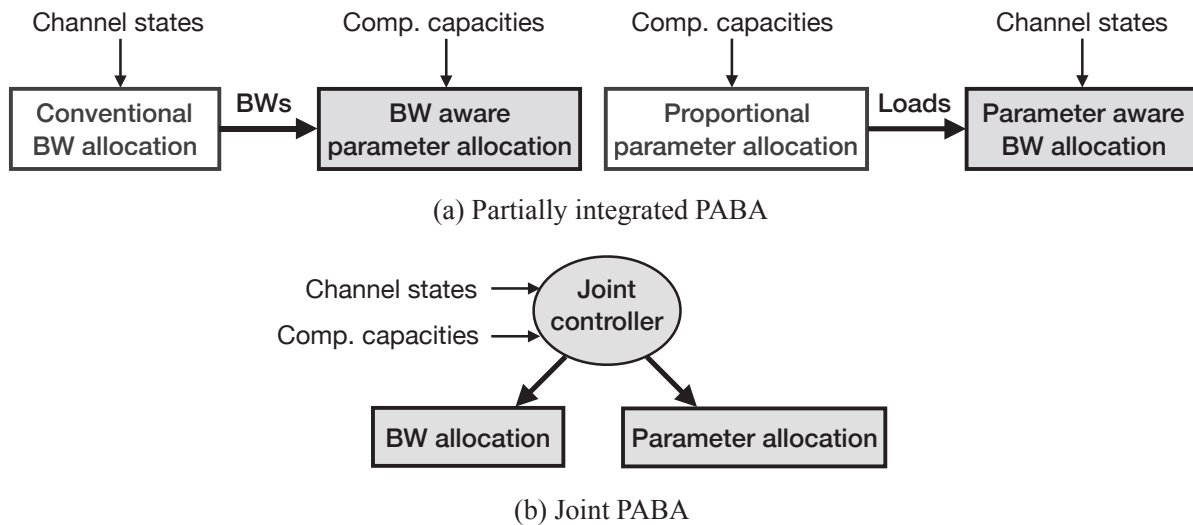 Channel states
Comp. capacities
Comp. capacities
Channel states
Conventional
BW allocation
BWs
BW aware
parameter allocation
Proportional
parameter allocation
Loads
Parameter aware
BW allocation
(a) Partially integrated PABA
Channel states
Comp. capacities
Joint
controller
BW allocation
Parameter allocation
(b) Joint PABA